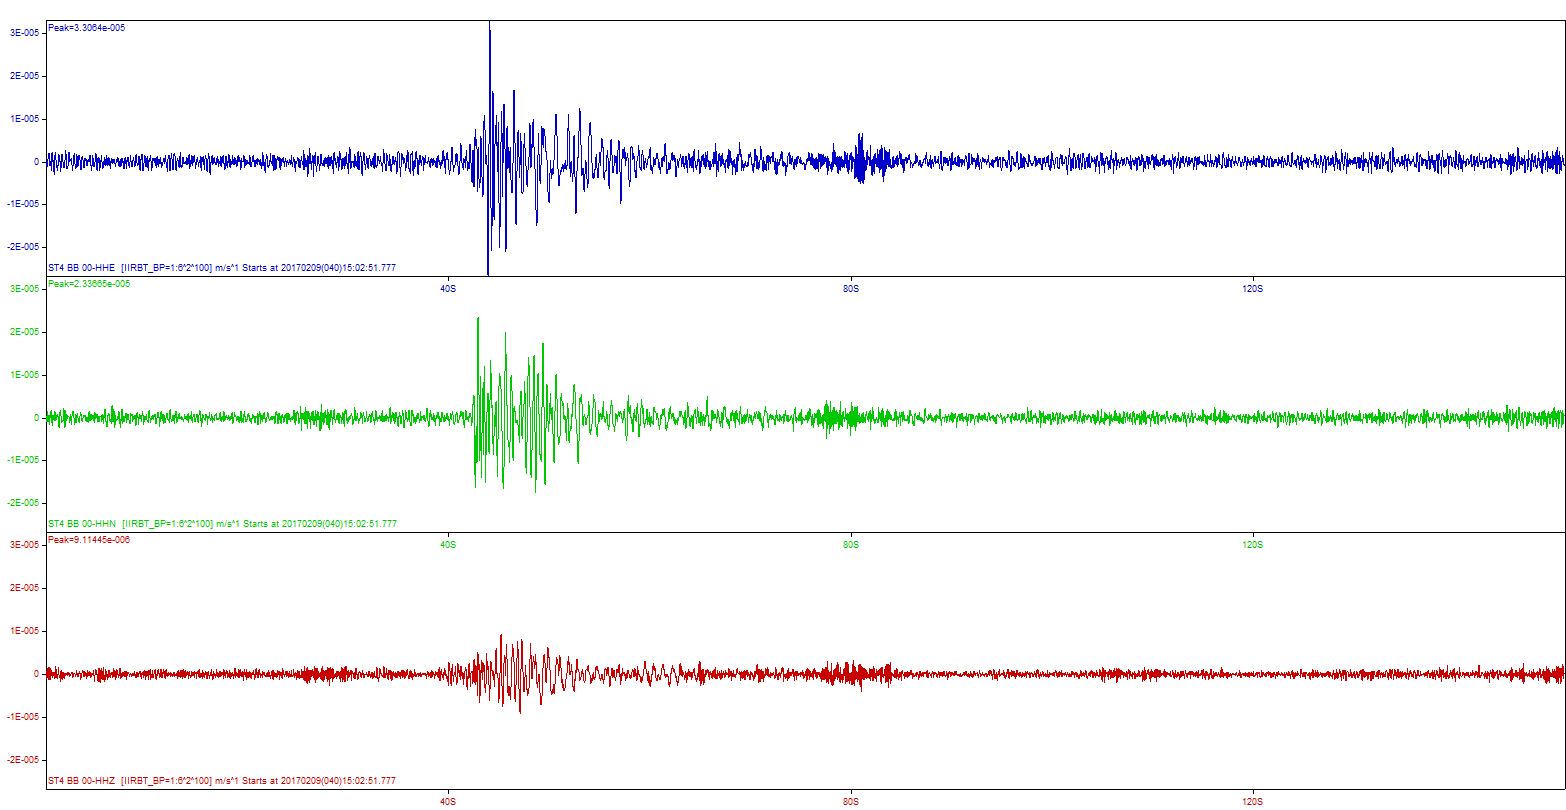 Peak=3.3064e-005
3E-005
2E-005
1E-005
0
-1E-005
-2E-005
ST4 BB 00-HHE [IIRBT_BP=1:6^2^100] m/s^1 Starts at 20170209(040)15:02:51.777
40S 80S 120S
Peak=2.33665e-005
3E-005
2E-005
1E-005
0
-1E-005
-2E-005
ST4 BB 00-HHN [IIRBT_BP=1:6^2^100] m/s^1 Starts at 20170209(040)15:02:51.777
40S 80S 120S
Peak=9.11445e-006
3E-005
2E-005
1E-005
0
-1E-005
-2E-005
ST4 BB 00-HHZ [IIRBT_BP=1:6^2^100] m/s^1 Starts at 20170209(040)15:02:51.777
40S 80S 120S